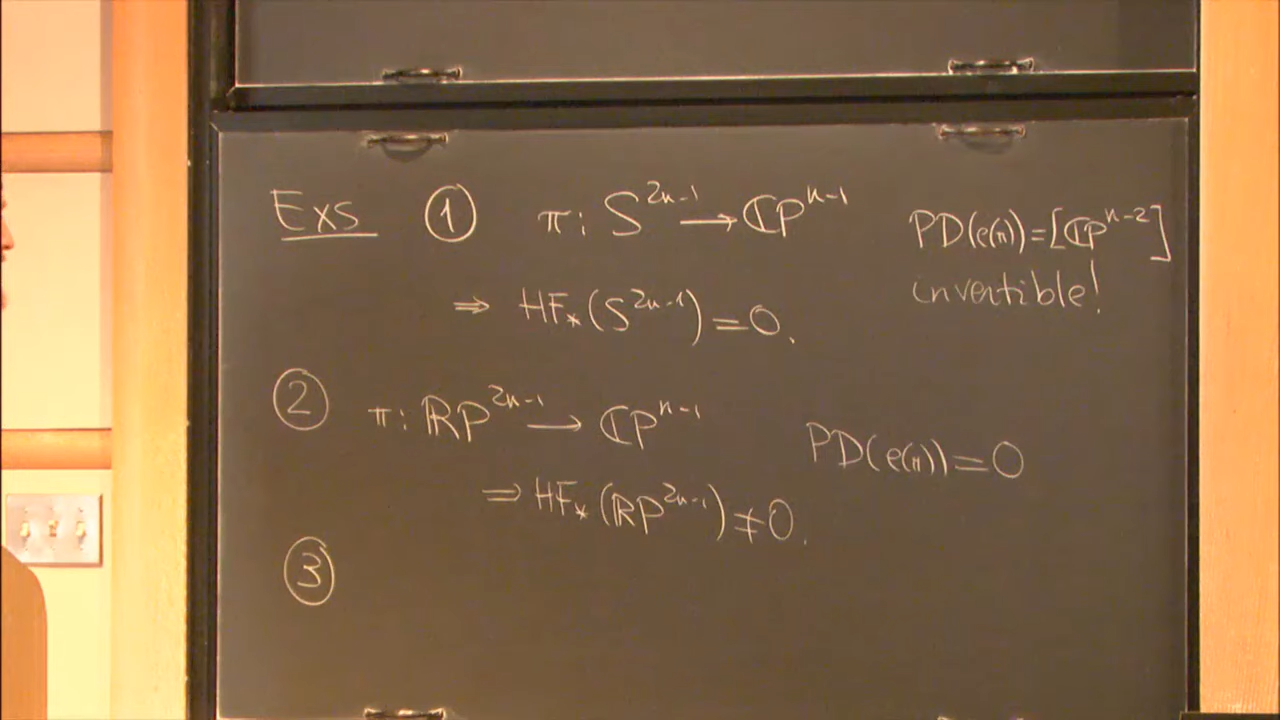 Exs ① π: S^{2n-1} → ℂP^{n-1} PD(e(π)) = [ℂP^{n-2}]
invertible!
⇒ HF_*(S^{2n-1}) = 0.
② π: ℝP^{2n-1} → ℂP^{n-1} PD(e(π)) = 0
⇒ HF_*(ℝP^{2n-1}) ≠ 0.
③